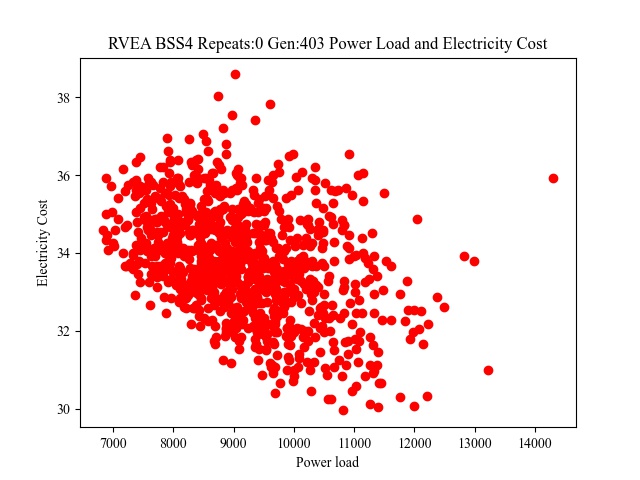 RVEA BSS4 Repeats:0 Gen:403 Power Load and Electricity Cost
38
36
34
32
30
Electricity Cost
7000 8000 9000 10000 11000 12000 13000 14000
Power load